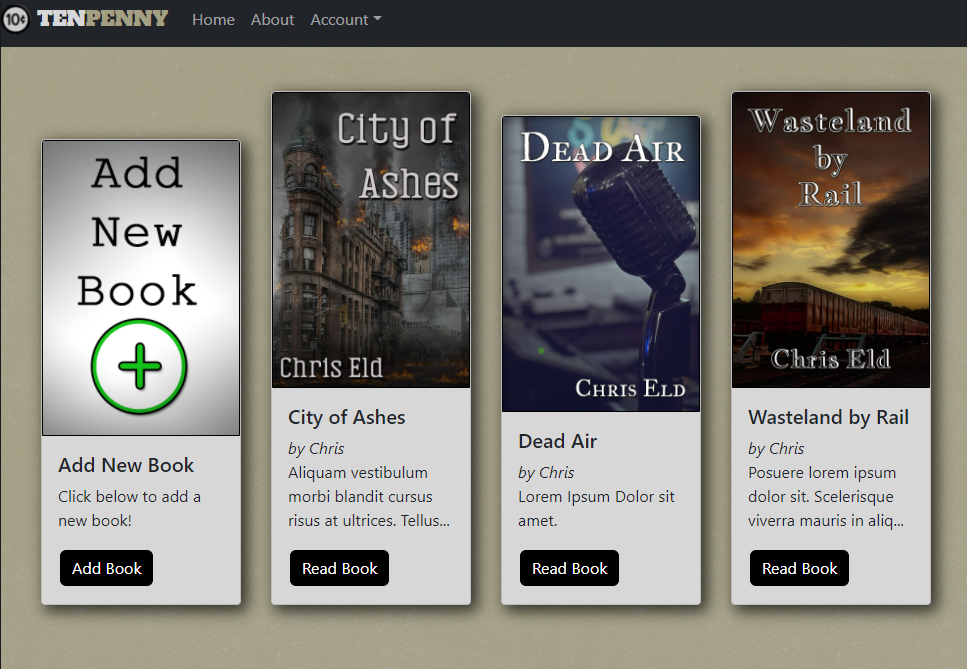 10¢ TENPENNY Home About Account
Add
New
Book
Add New Book
Click below to add a
new book!
Add Book
City of
Ashes
Chris Eld
City of Ashes
by Chris
Aliquam vestibulum
morbi blandit cursus
risus at ultrices. Tellus...
Read Book
DEAD AIR
CHRIS ELD
Dead Air
by Chris
Lorem Ipsum Dolor sit
amet.
Read Book
Wasteland
by
Rail
Chris Eld
Wasteland by Rail
by Chris
Posuere lorem ipsum
dolor sit. Scelerisque
viverra mauris in aliq...
Read Book